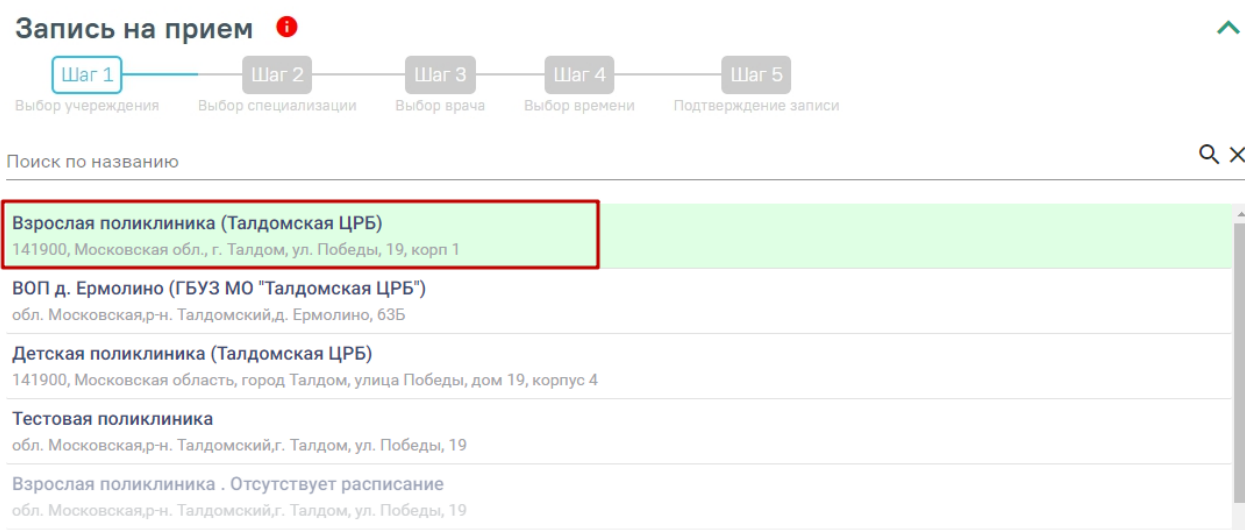 Запись на прием
Шаг 1 Шаг 2 Шаг 3 Шаг 4 Шаг 5
Выбор учереждения Выбор специализации Выбор врача Выбор времени Подтверждение записи
Поиск по названию
Взрослая поликлиника (Талдомская ЦРБ)
141900, Московская обл., г. Талдом, ул. Победы, 19, корп 1
ВОП д. Ермолино (ГБУЗ МО "Талдомская ЦРБ")
обл. Московская,р-н. Талдомский,д. Ермолино, 63Б
Детская поликлиника (Талдомская ЦРБ)
141900, Московская область, город Талдом, улица Победы, дом 19, корпус 4
Тестовая поликлиника
обл. Московская,р-н. Талдомский,г. Талдом, ул. Победы, 19
Взрослая поликлиника . Отсутствует расписание
обл. Московская,р-н. Талдомский,г. Талдом, ул. Победы, 19